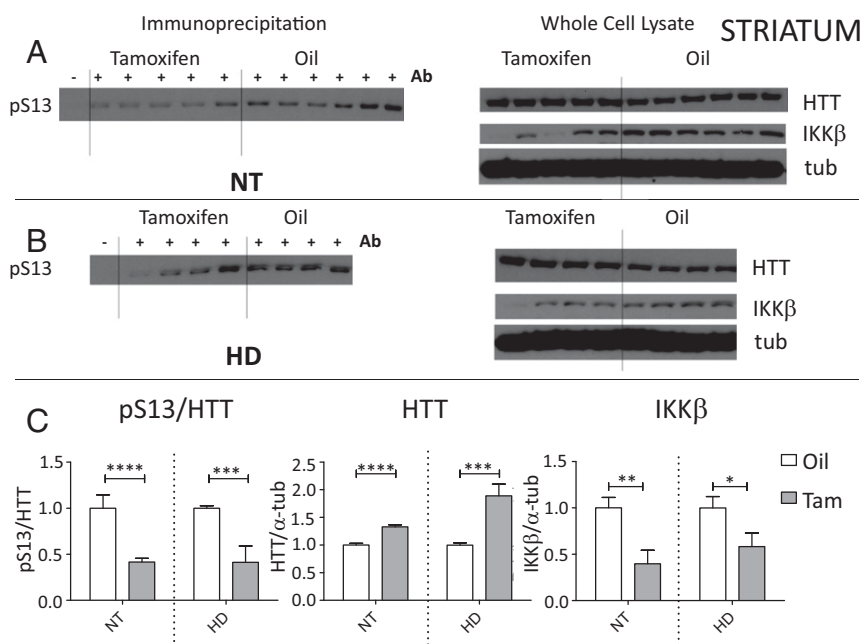 Immunoprecipitation
Whole Cell Lysate
STRIATUM
A
Tamoxifen
Oil
- + + + + + + + + + + + Ab
pS13
NT
Tamoxifen
Oil
HTT
IKKβ
tub
B
Tamoxifen
Oil
- + + + + + + + + Ab
pS13
HD
Tamoxifen
Oil
HTT
IKKβ
tub
C
pS13/HTT
pS13/HTT
1.5
1.0
0.5
0.0
****
***
NT
HD
HTT
HTT/α-tub
2.5
2.0
1.5
1.0
0.5
0.0
****
***
NT
HD
IKKβ
IKKβ/α-tub
1.5
1.0
0.5
0.0
**
*
NT
HD
Oil
Tam